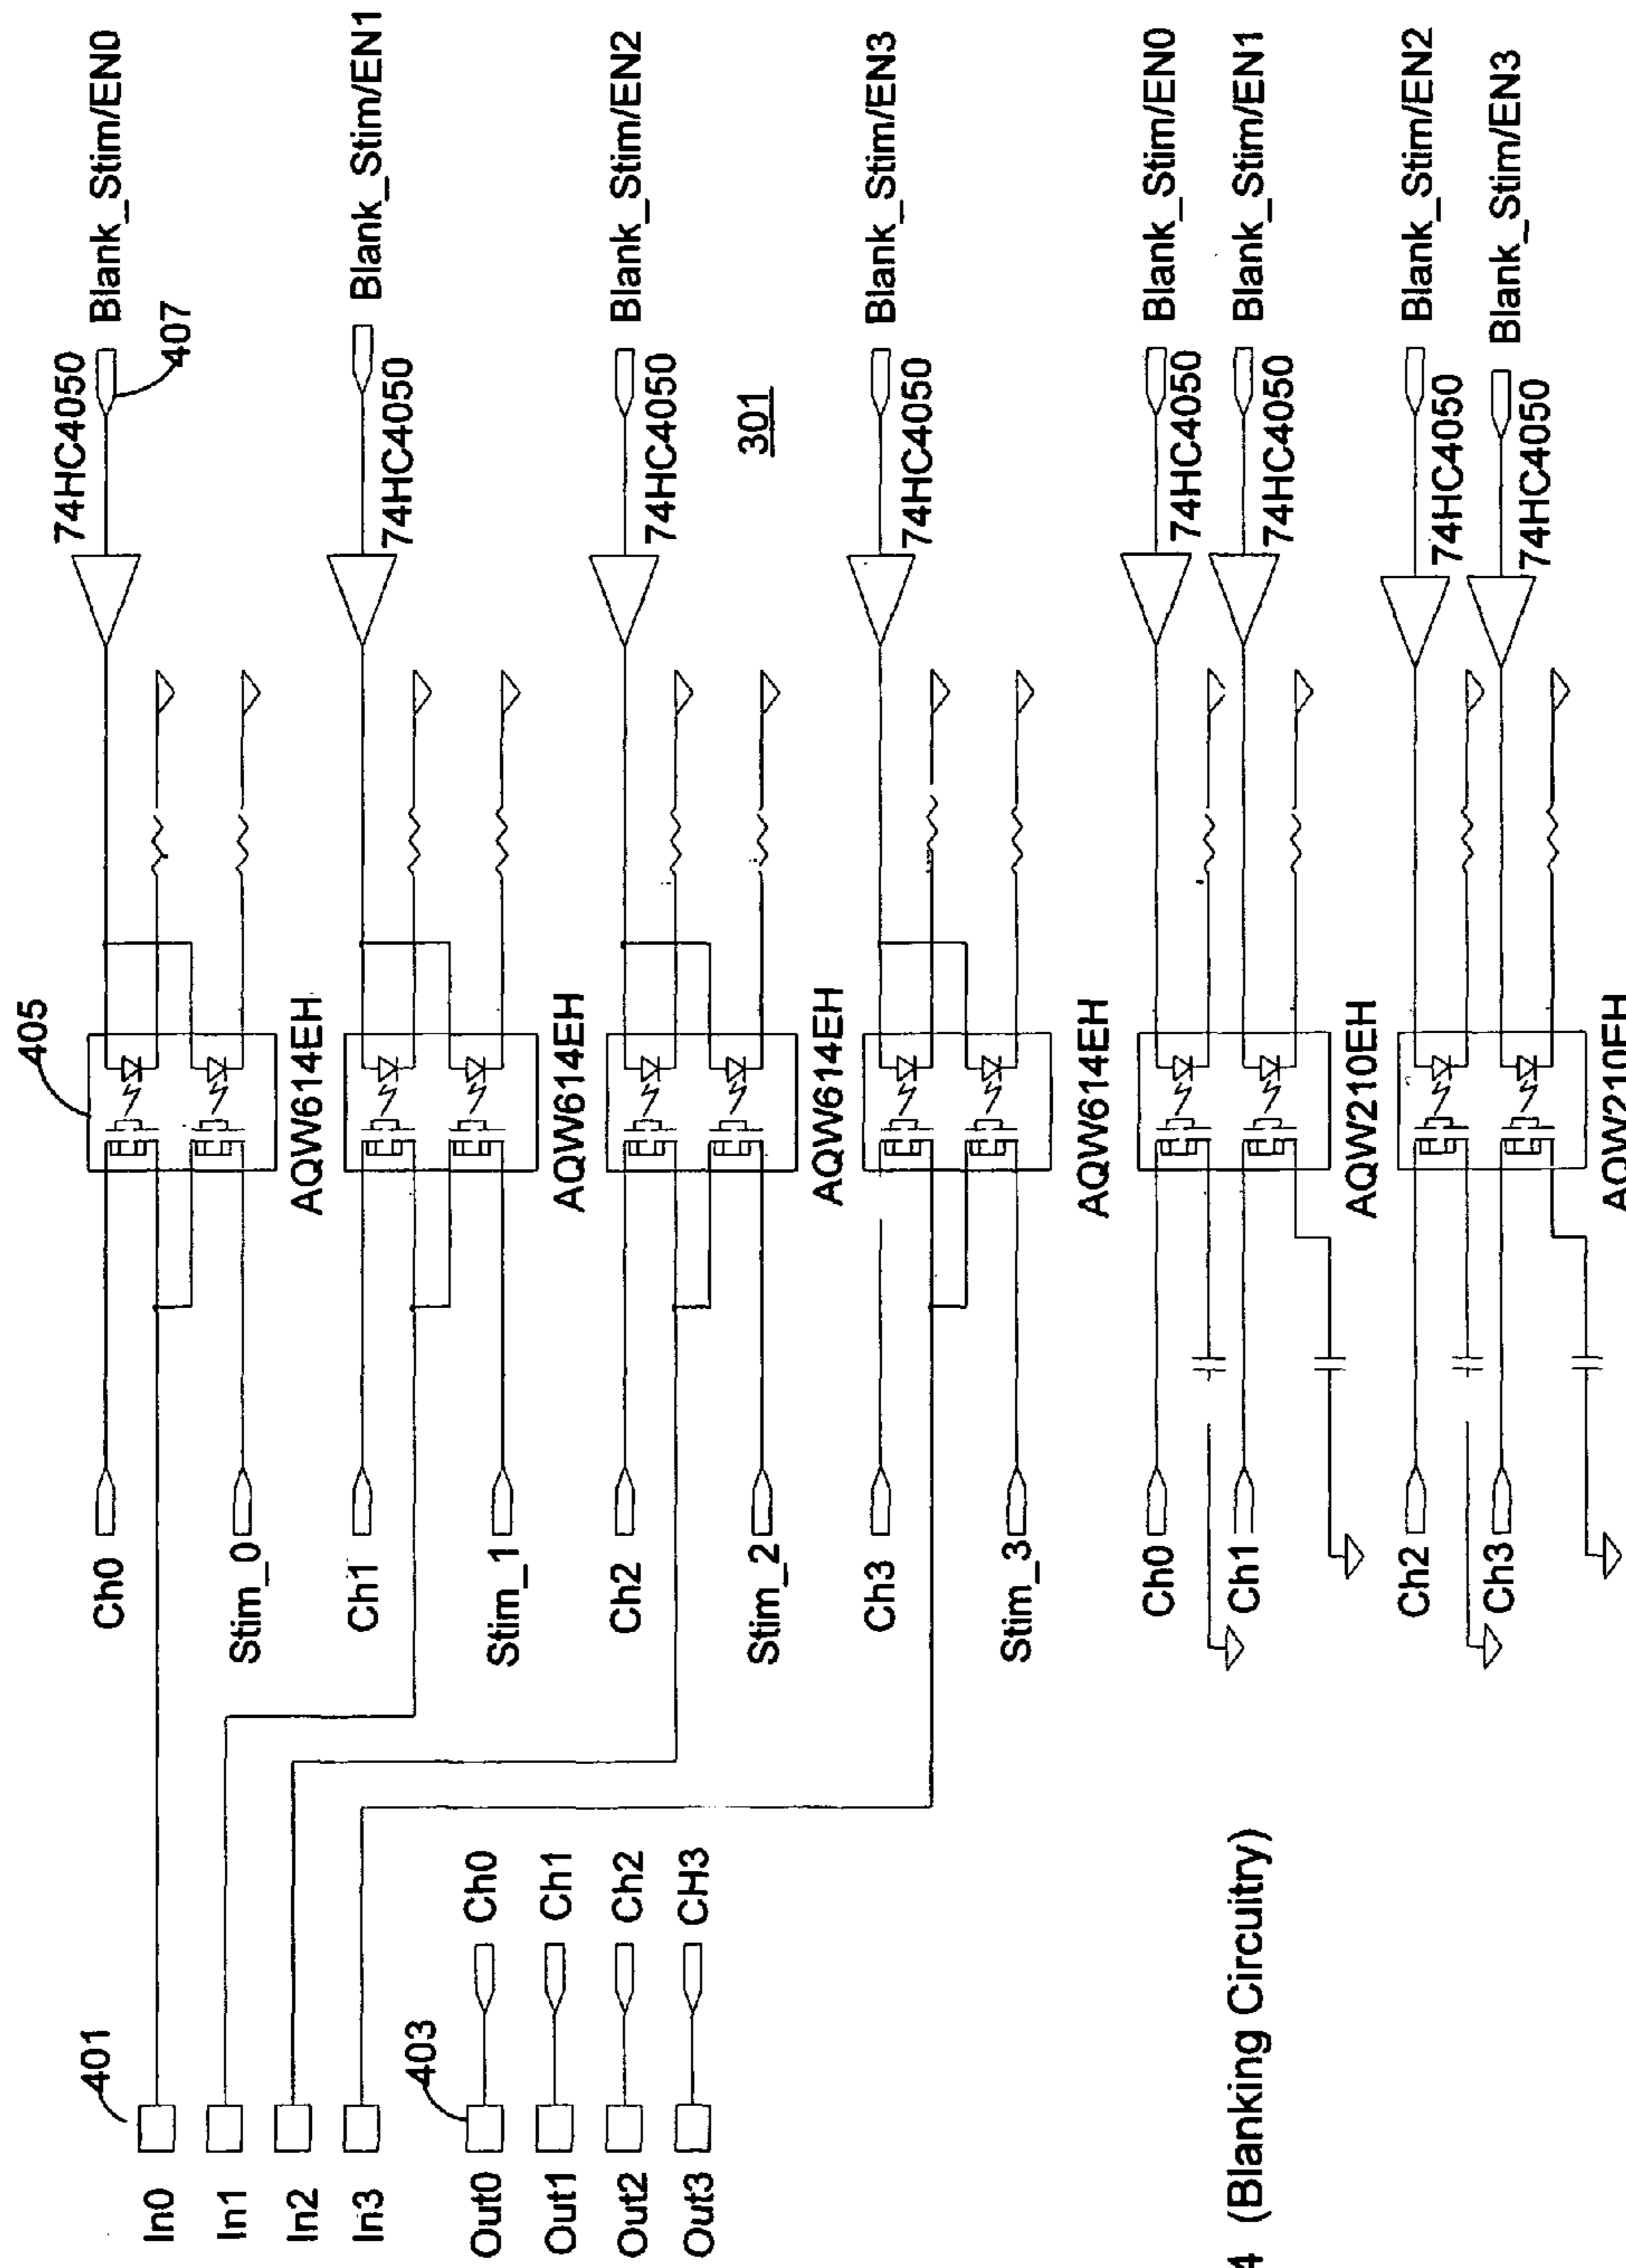 405
74HC4050
Blank_Stim/EN0
407
Ch0
Stim_0
AQW614EH
74HC4050
Blank_Stim/EN1
Ch1
Stim_1
AQW614EH
74HC4050
Blank_Stim/EN2
Ch2
Stim_2
AQW614EH
301
74HC4050
Blank_Stim/EN3
Ch3
Stim_3
AQW614EH
74HC4050
Blank_Stim/EN0
74HC4050
Blank_Stim/EN1
Ch0
Ch1
AQW210EH
74HC4050
Blank_Stim/EN2
74HC4050
Blank_Stim/EN3
Ch2
Ch3
AQW210EH
401
In0
In1
In2
In3
403
Out0 Ch0
Out1 Ch1
Out2 Ch2
Out3 CH3
4 (Blanking Circuitry)